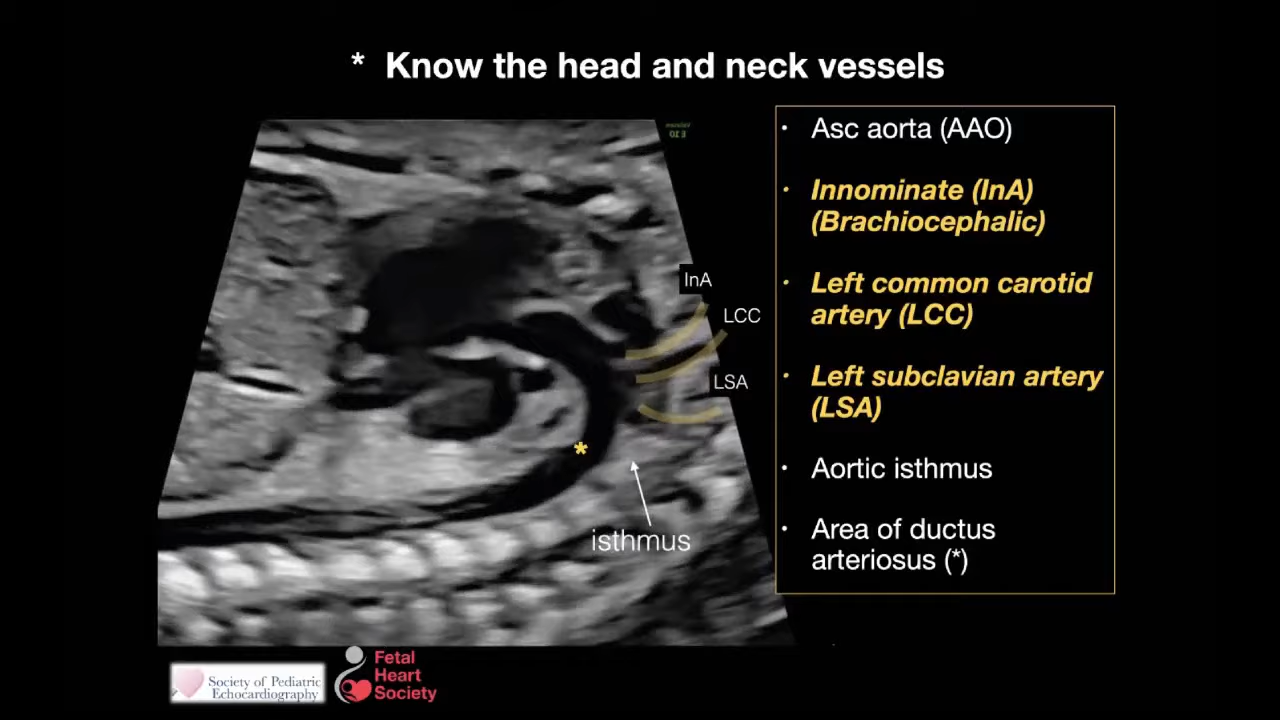 * Know the head and neck vessels
E 10
• Asc aorta (AAO)
• Innominate (InA)
(Brachiocephalic)
• Left common carotid
artery (LCC)
• Left subclavian artery
(LSA)
• Aortic isthmus
• Area of ductus
arteriosus (*)
InA
LCC
LSA
*
isthmus
Society of Pediatric
Echocardiography
Fetal
Heart
Society